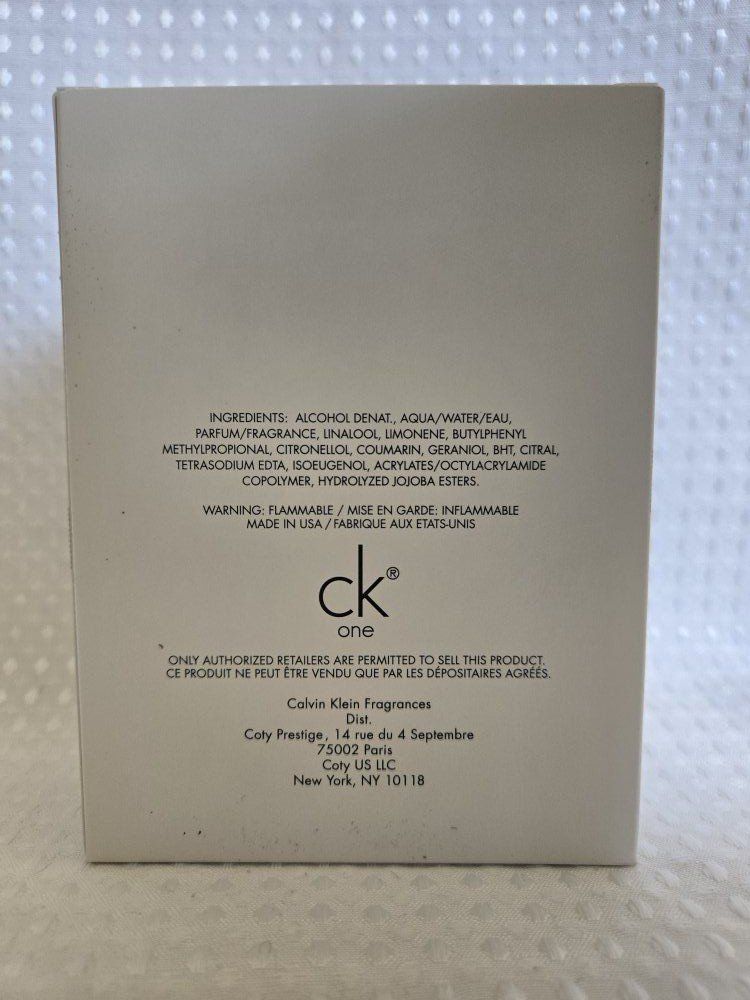 INGREDIENTS: ALCOHOL DENAT., AQUA/WATER/EAU,
PARFUM/FRAGRANCE, LINALOOL, LIMONENE, BUTYLPHENYL
METHYLPROPIONAL, CITRONELLOL, COUMARIN, GERANIOL, BHT, CITRAL,
TETRASODIUM EDTA, ISOEUGENOL, ACRYLATES/OCTYLACRYLAMIDE
COPOLYMER, HYDROLYZED JOJOBA ESTERS.
WARNING: FLAMMABLE / MISE EN GARDE: INFLAMMABLE
MADE IN USA / FABRIQUE AUX ETATS-UNIS
ck®
one
ONLY AUTHORIZED RETAILERS ARE PERMITTED TO SELL THIS PRODUCT.
CE PRODUIT NE PEUT ÊTRE VENDU QUE PAR LES DÉPOSITAIRES AGRÉÉS.
Calvin Klein Fragrances
Dist.
Coty Prestige, 14 rue du 4 Septembre
75002 Paris
Coty US LLC
New York, NY 10118